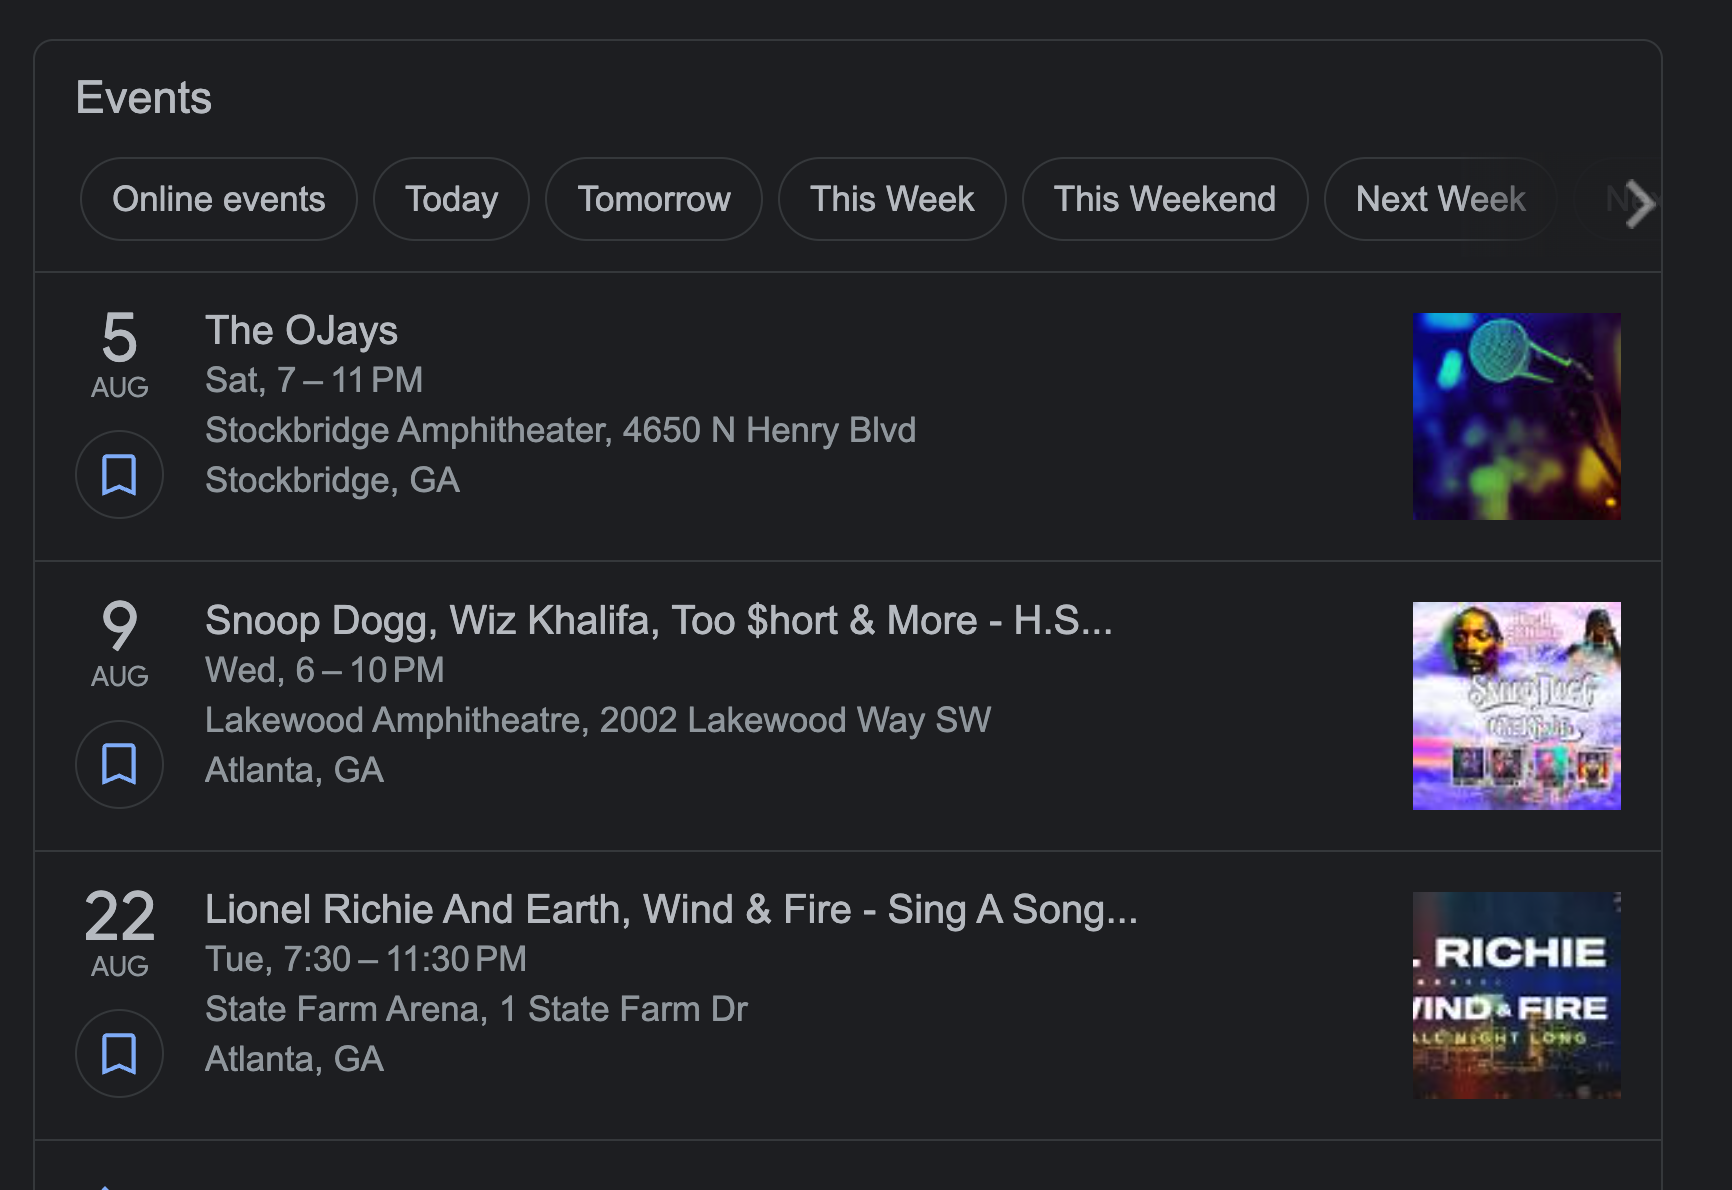 Events
Online events
Today
Tomorrow
This Week
This Weekend
Next Week
5
AUG
The OJays
Sat, 7 – 11 PM
Stockbridge Amphitheater, 4650 N Henry Blvd
Stockbridge, GA
9
AUG
Snoop Dogg, Wiz Khalifa, Too $hort & More - H.S...
Wed, 6 – 10 PM
Lakewood Amphitheatre, 2002 Lakewood Way SW
Atlanta, GA
Snoop Dogg
22
AUG
Lionel Richie And Earth, Wind & Fire - Sing A Song...
Tue, 7:30 – 11:30 PM
State Farm Arena, 1 State Farm Dr
Atlanta, GA
. RICHIE
WIND & FIRE
ALL NIGHT LONG